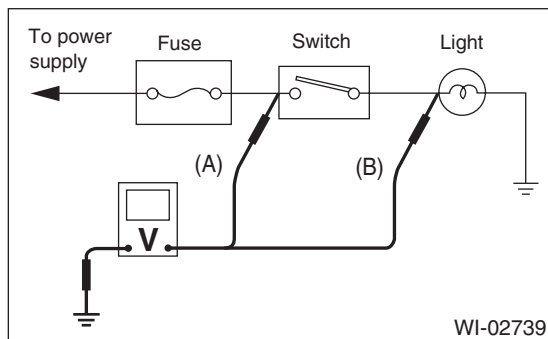 To power
supply
Fuse
Switch
Light
(A)
(B)
V
WI-02739